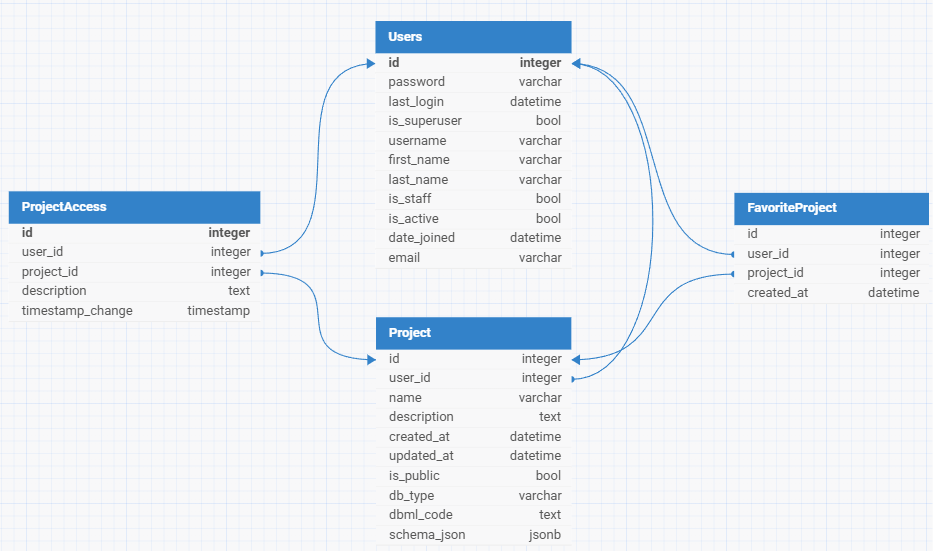 Users
id integer
password varchar
last_login datetime
is_superuser bool
username varchar
first_name varchar
last_name varchar
is_staff bool
is_active bool
date_joined datetime
email varchar
ProjectAccess
id integer
user_id integer
project_id integer
description text
timestamp_change timestamp
FavoriteProject
id integer
user_id integer
project_id integer
created_at datetime
Project
id integer
user_id integer
name varchar
description text
created_at datetime
updated_at datetime
is_public bool
db_type varchar
dbml_code text
schema_json jsonb